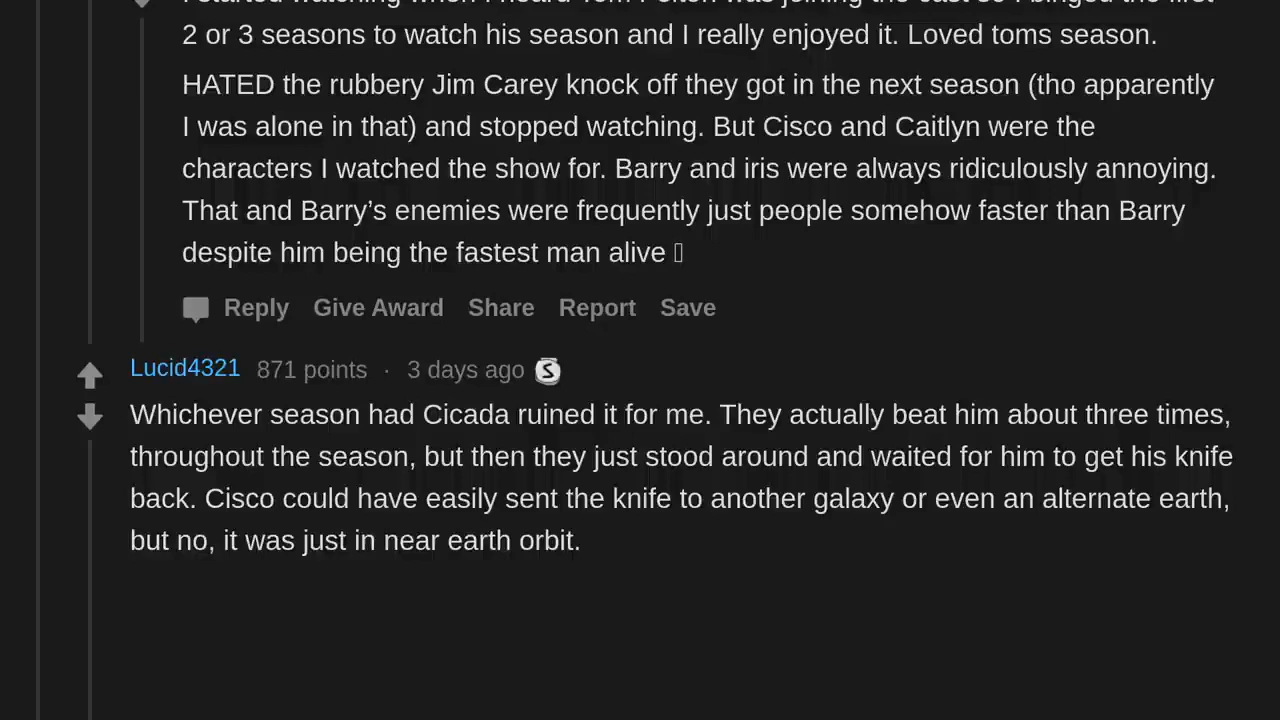 2 or 3 seasons to watch his season and I really enjoyed it. Loved toms season.
HATED the rubbery Jim Carey knock off they got in the next season (tho apparently
I was alone in that) and stopped watching. But Cisco and Caitlyn were the
characters I watched the show for. Barry and iris were always ridiculously annoying.
That and Barry’s enemies were frequently just people somehow faster than Barry
despite him being the fastest man alive
Reply Give Award Share Report Save
Lucid4321 871 points · 3 days ago S
Whichever season had Cicada ruined it for me. They actually beat him about three times,
throughout the season, but then they just stood around and waited for him to get his knife
back. Cisco could have easily sent the knife to another galaxy or even an alternate earth,
but no, it was just in near earth orbit.